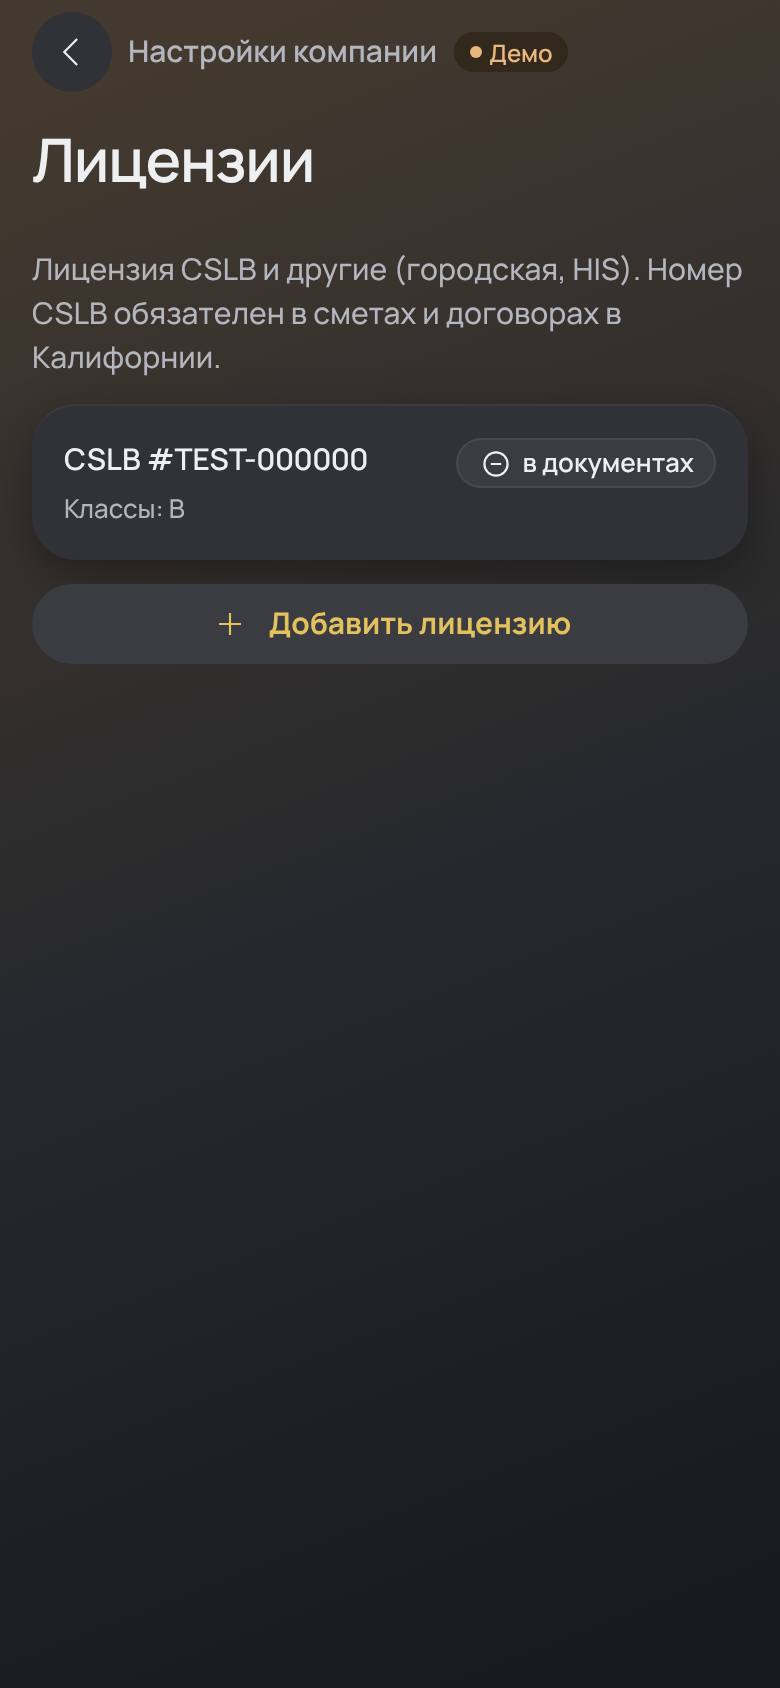 Настройки компании
Демо
Лицензии
Лицензия CSLB и другие (городская, HIS). Номер
CSLB обязателен в сметах и договорах в
Калифорнии.
CSLB #TEST-000000
в документах
Классы: B
Добавить лицензию